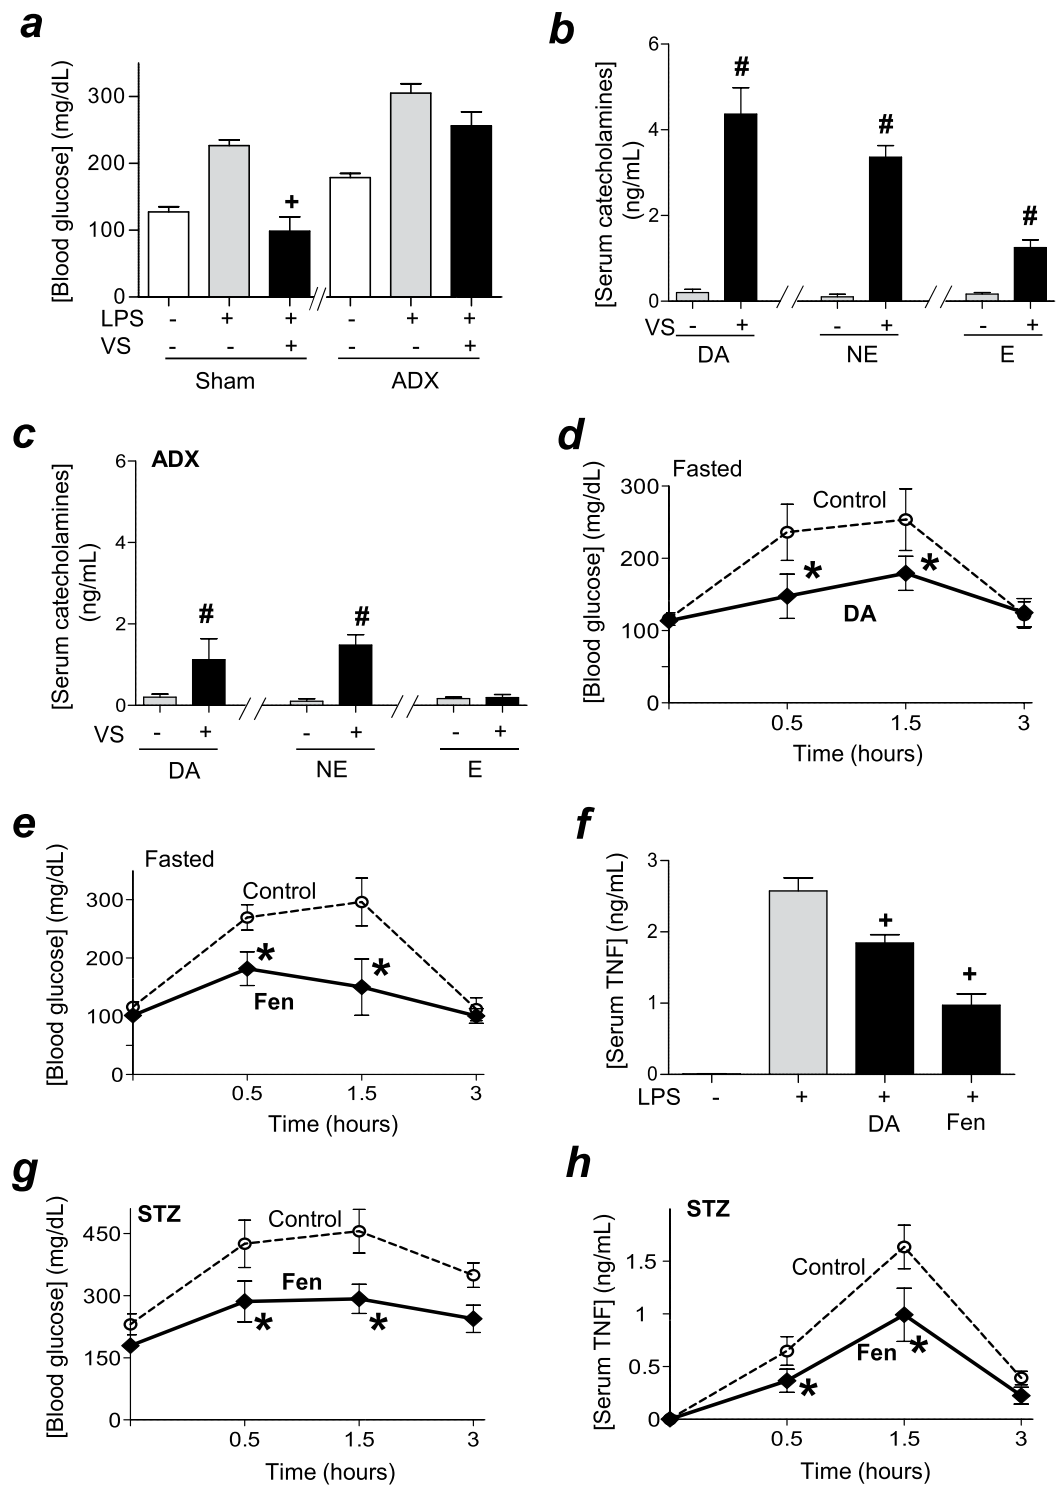 a
[Blood glucose] (mg/dL)
300
200
100
0
+
LPS - + + - + +
VS - - + - - +
Sham ADX
b
[Serum catecholamines]
(ng/mL)
6
4
2
0
# # #
VS - + - + - +
DA NE E
c
ADX
[Serum catecholamines]
(ng/mL)
6
4
2
0
# #
VS - + - + - +
DA NE E
d
Fasted
[Blood glucose] (mg/dL)
300
200
100
0
Control
* *
DA
0.5 1.5 3
Time (hours)
e
Fasted
[Blood glucose] (mg/dL)
300
200
100
0
Control
* *
Fen
0.5 1.5 3
Time (hours)
f
[Serum TNF] (ng/mL)
3
2
1
0
+ +
LPS - + + +
DA Fen
g
STZ
[Blood glucose] (mg/dL)
450
300
150
0
Control
Fen
* *
0.5 1.5 3
Time (hours)
h
STZ
[Serum TNF] (ng/mL)
1.5
1
0.5
0
Control
Fen *
*
0.5 1.5 3
Time (hours)